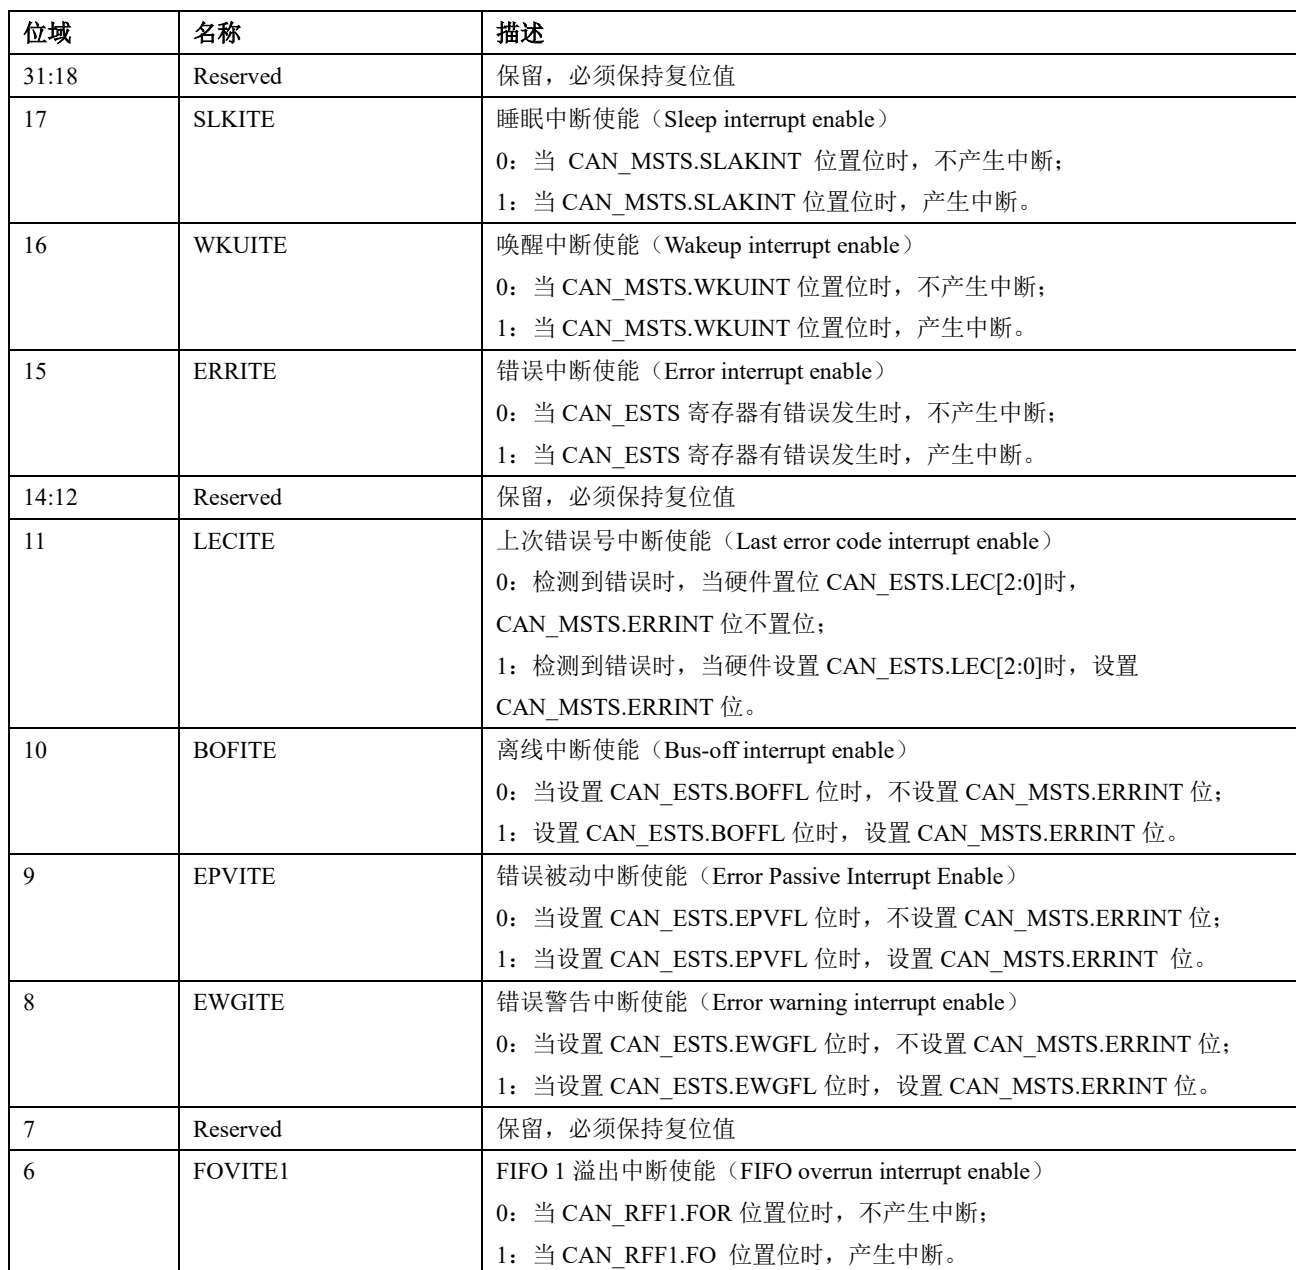 位域 名称 描述
31:18 Reserved 保留，必须保持复位值
17 SLKITE 睡眠中断使能（Sleep interrupt enable）
0：当 CAN_MSTS.SLAKINT 位置位时，不产生中断；
1：当 CAN_MSTS.SLAKINT 位置位时，产生中断。
16 WKUITE 唤醒中断使能（Wakeup interrupt enable）
0：当 CAN_MSTS.WKUINT 位置位时，不产生中断；
1：当 CAN_MSTS.WKUINT 位置位时，产生中断。
15 ERRITE 错误中断使能（Error interrupt enable）
0：当 CAN_ESTS 寄存器有错误发生时，不产生中断；
1：当 CAN_ESTS 寄存器有错误发生时，产生中断。
14:12 Reserved 保留，必须保持复位值
11 LECITE 上次错误号中断使能（Last error code interrupt enable）
0：检测到错误时，当硬件置位 CAN_ESTS.LEC[2:0]时，
CAN_MSTS.ERRINT 位不置位；
1：检测到错误时，当硬件设置 CAN_ESTS.LEC[2:0]时，设置
CAN_MSTS.ERRINT 位。
10 BOFITE 离线中断使能（Bus-off interrupt enable）
0：当设置 CAN_ESTS.BOFFL 位时，不设置 CAN_MSTS.ERRINT 位；
1：设置 CAN_ESTS.BOFFL 位时，设置 CAN_MSTS.ERRINT 位。
9 EPVITE 错误被动中断使能（Error Passive Interrupt Enable）
0：当设置 CAN_ESTS.EPVFL 位时，不设置 CAN_MSTS.ERRINT 位；
1：当设置 CAN_ESTS.EPVFL 位时，设置 CAN_MSTS.ERRINT 位。
8 EWGITE 错误警告中断使能（Error warning interrupt enable）
0：当设置 CAN_ESTS.EWGFL 位时，不设置 CAN_MSTS.ERRINT 位；
1：当设置 CAN_ESTS.EWGFL 位时，设置 CAN_MSTS.ERRINT 位。
7 Reserved 保留，必须保持复位值
6 FOVITE1 FIFO 1 溢出中断使能（FIFO overrun interrupt enable）
0：当 CAN_RFF1.FOR 位置位时，不产生中断；
1：当 CAN_RFF1.FO 位置位时，产生中断。